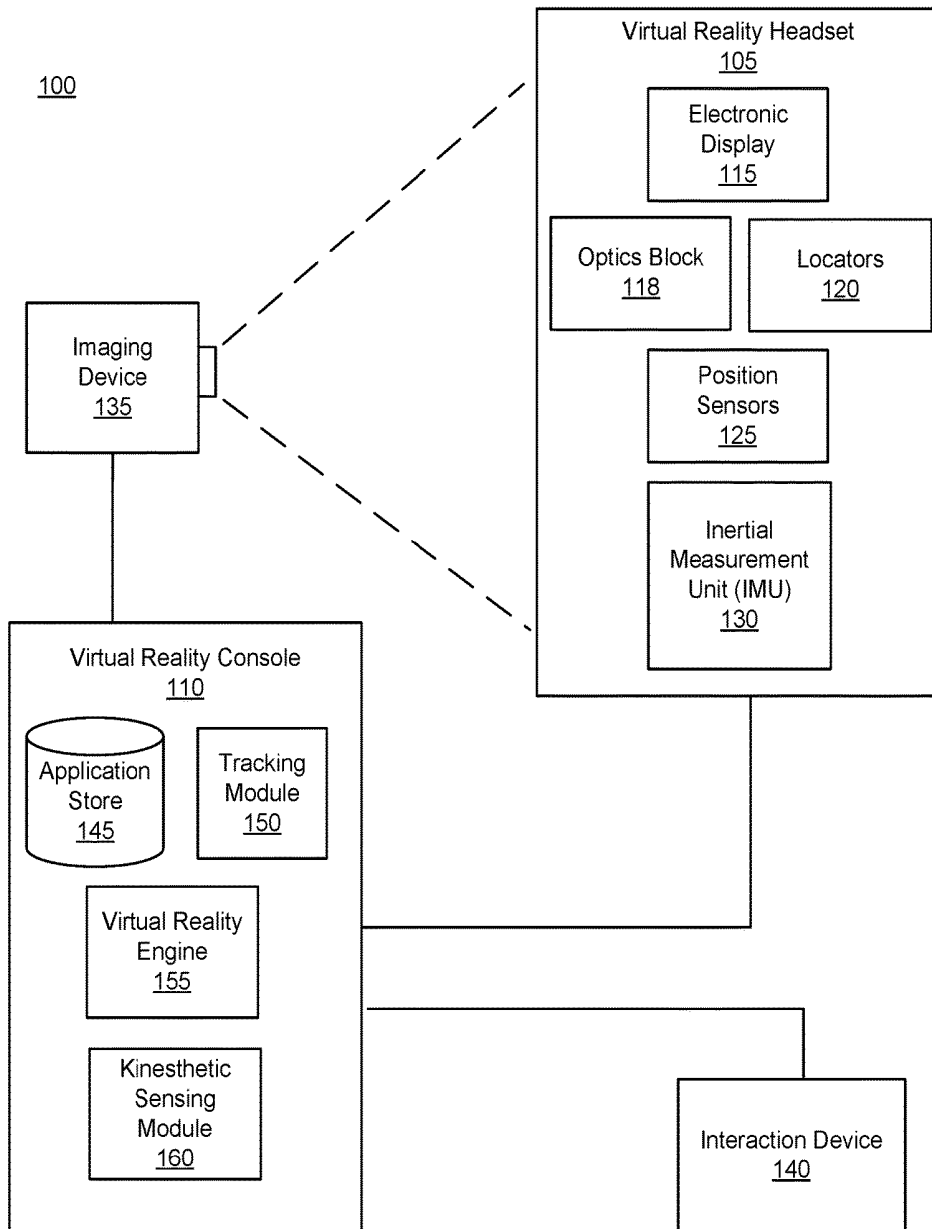 100
Virtual Reality Headset
105
Electronic
Display
115
Optics Block
118
Locators
120
Position
Sensors
125
Inertial
Measurement
Unit (IMU)
130
Imaging
Device
135
Virtual Reality Console
110
Application
Store
145
Tracking
Module
150
Virtual Reality
Engine
155
Kinesthetic
Sensing
Module
160
Interaction Device
140